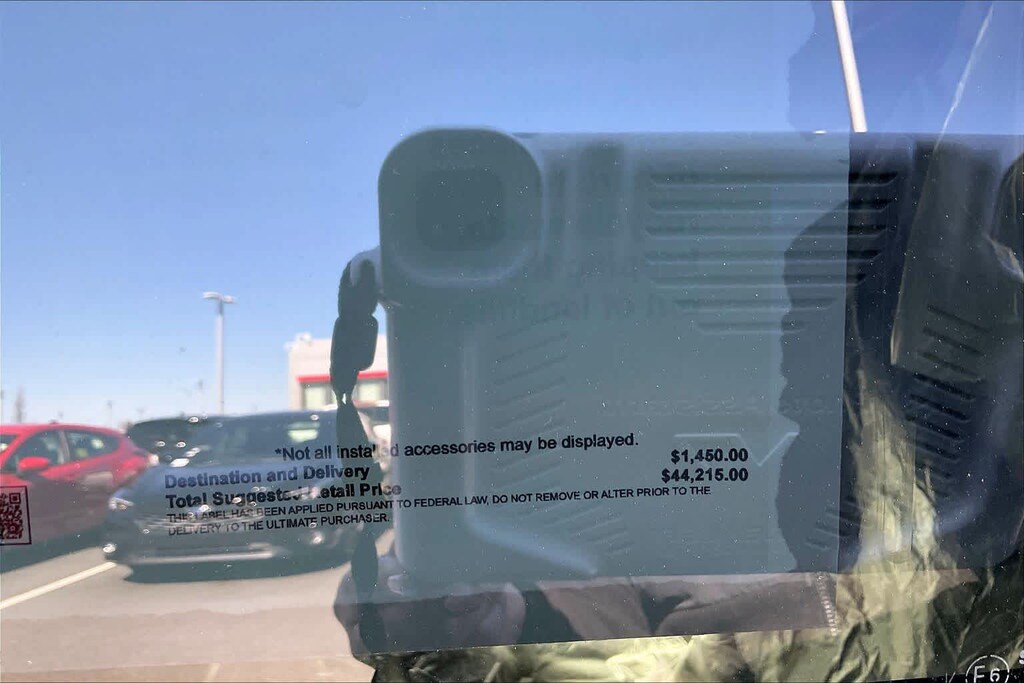 *Not all installed accessories may be displayed.
Destination and Delivery $1,450.00
Total Suggested Retail Price $44,215.00
THIS LABEL HAS BEEN APPLIED PURSUANT TO FEDERAL LAW, DO NOT REMOVE OR ALTER PRIOR TO THE
DELIVERY TO THE ULTIMATE PURCHASER.
F6